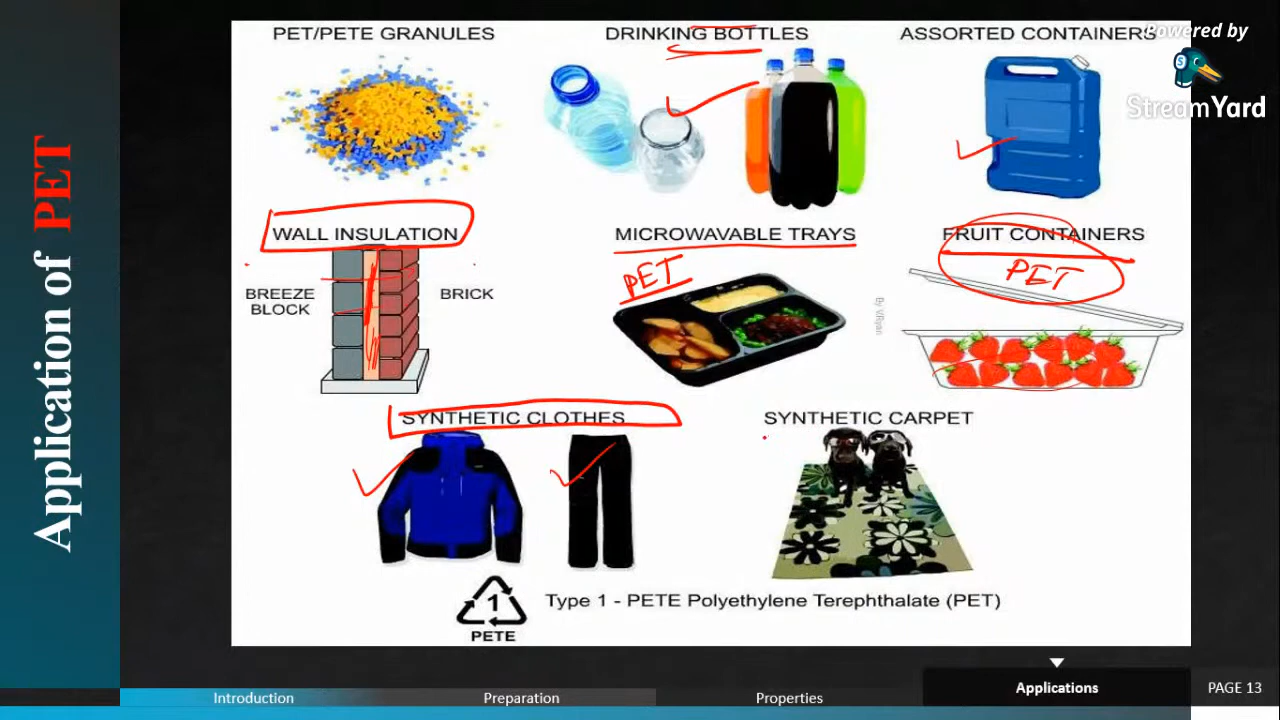 Application of PET
PET/PETE GRANULES
DRINKING BOTTLES
ASSORTED CONTAINERS
Powered by
StreamYard
WALL INSULATION
BREEZE
BLOCK
BRICK
MICROWAVABLE TRAYS
PET
FRUIT CONTAINERS
PET
By V.Ryan
SYNTHETIC CLOTHES
SYNTHETIC CARPET
1
PETE
Type 1 - PETE Polyethylene Terephthalate (PET)
Introduction
Preparation
Properties
Applications
PAGE 13